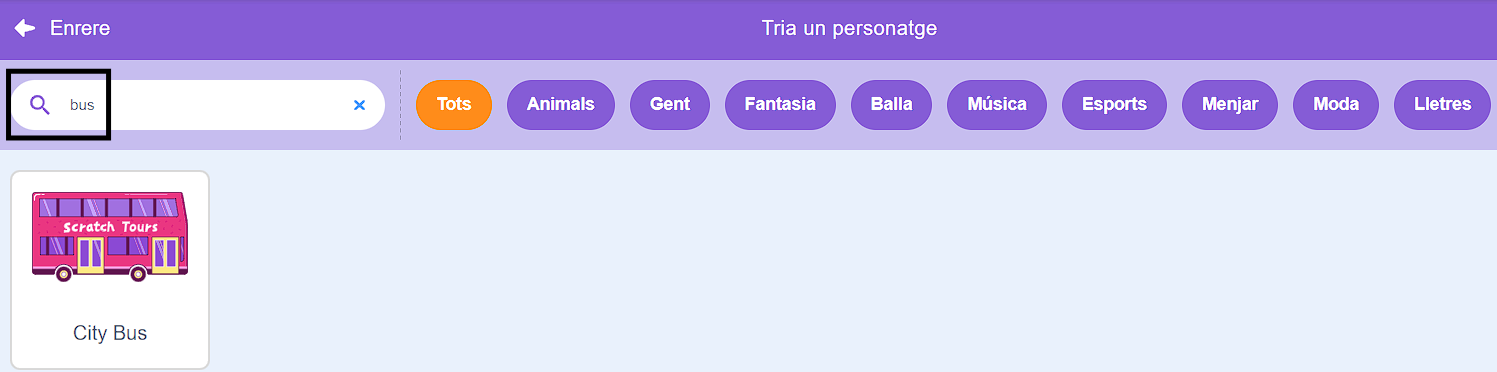 Enrere
Tria un personatge
bus
Tots Animals Gent Fantasia Balla Música Esports Menjar Moda Lletres
Scratch Tours
City Bus